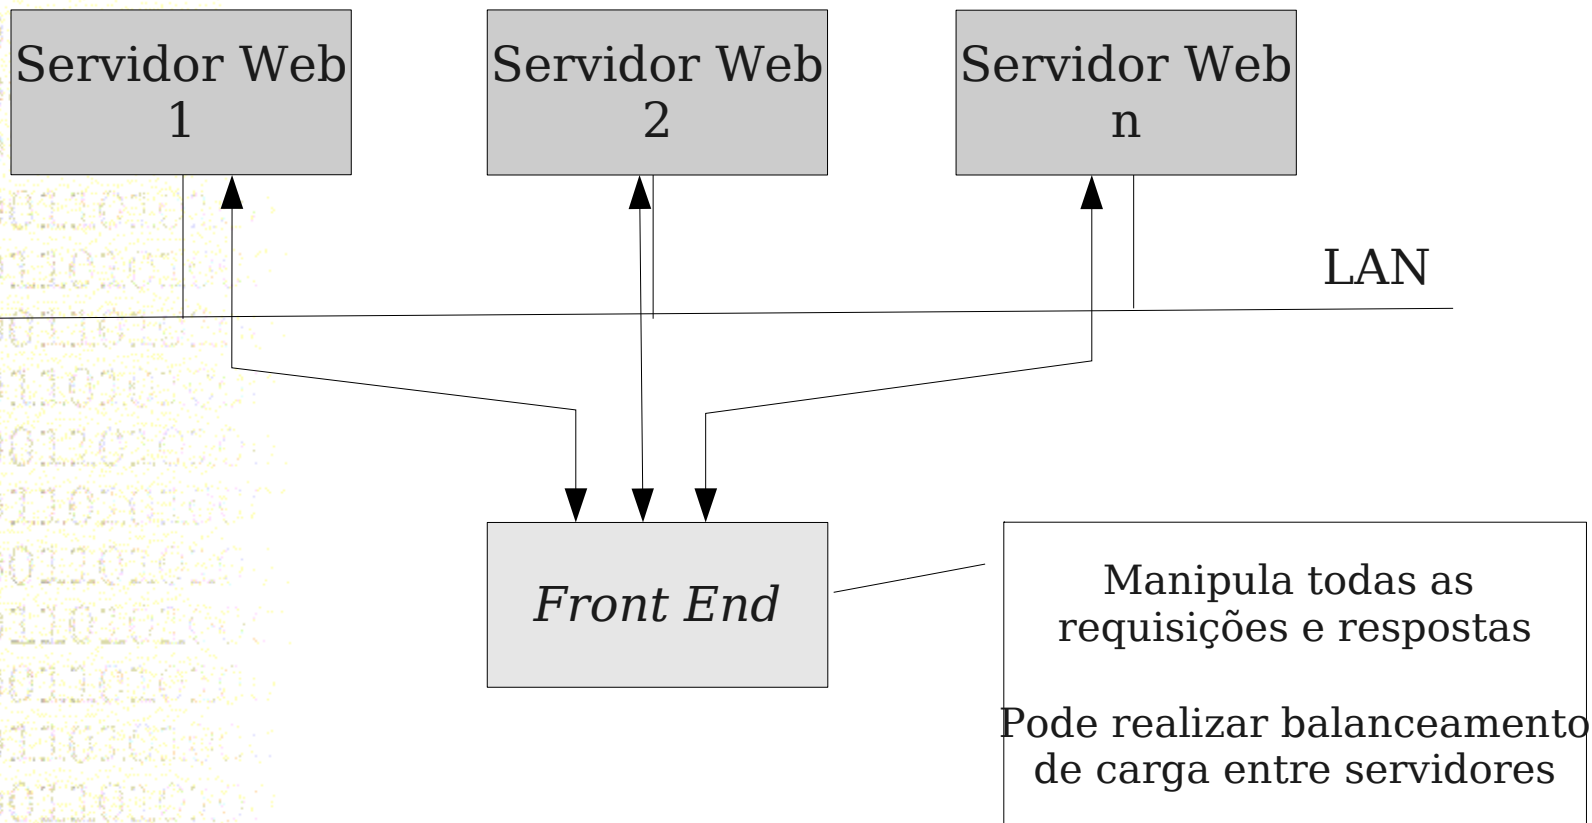 Servidor Web
1
Servidor Web
2
Servidor Web
n
LAN
Front End
Manipula todas as
requisições e respostas
Pode realizar balanceamento
de carga entre servidores